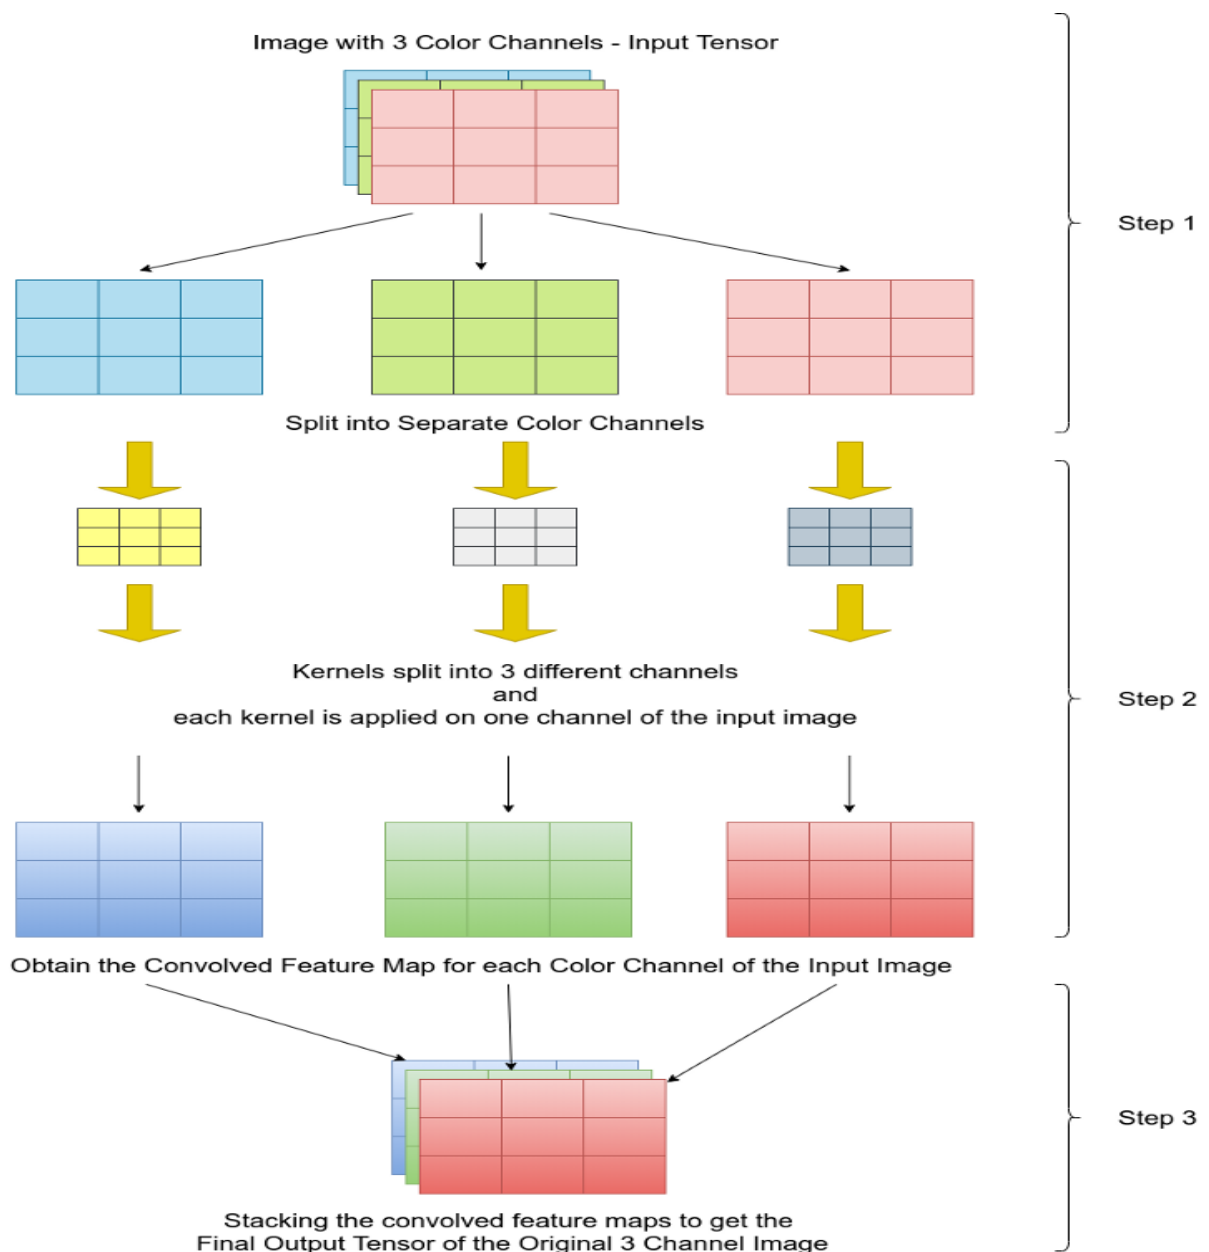 Image with 3 Color Channels - Input Tensor
Step 1
Split into Separate Color Channels
Kernels split into 3 different channels
and
each kernel is applied on one channel of the input image
Step 2
Obtain the Convolved Feature Map for each Color Channel of the Input Image
Step 3
Stacking the convolved feature maps to get the
Final Output Tensor of the Original 3 Channel Image